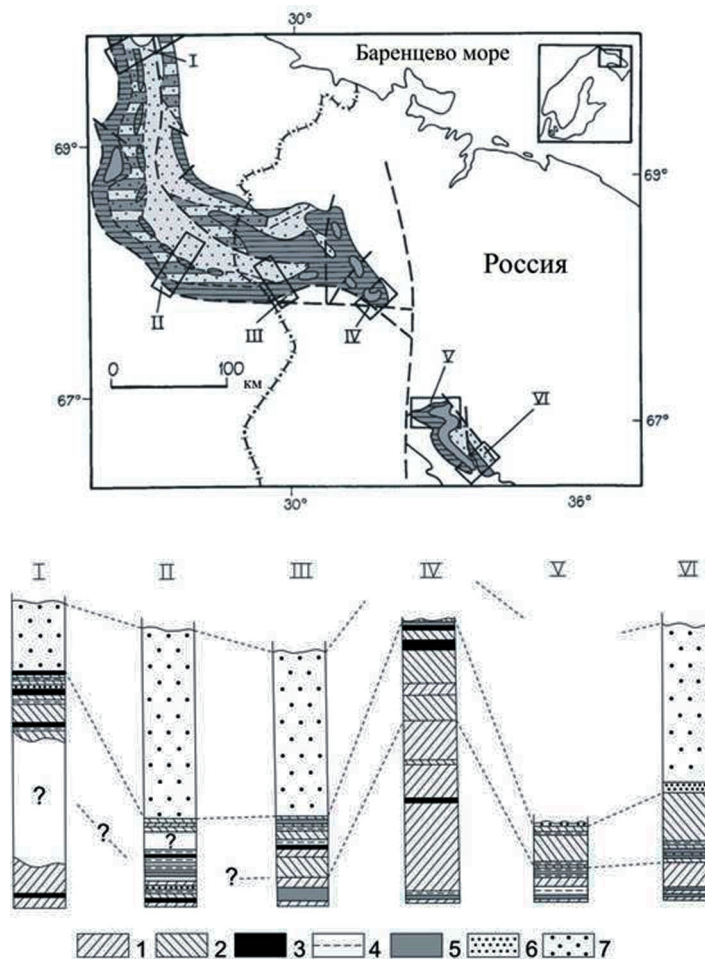 30°
Баренцево море
I
69°
69°
Россия
II
III
IV
V
VI
0 100
км
67°
67°
30°
36°
I II III IV V VI
?
?
?
?
1 2 3 4 5 6 7